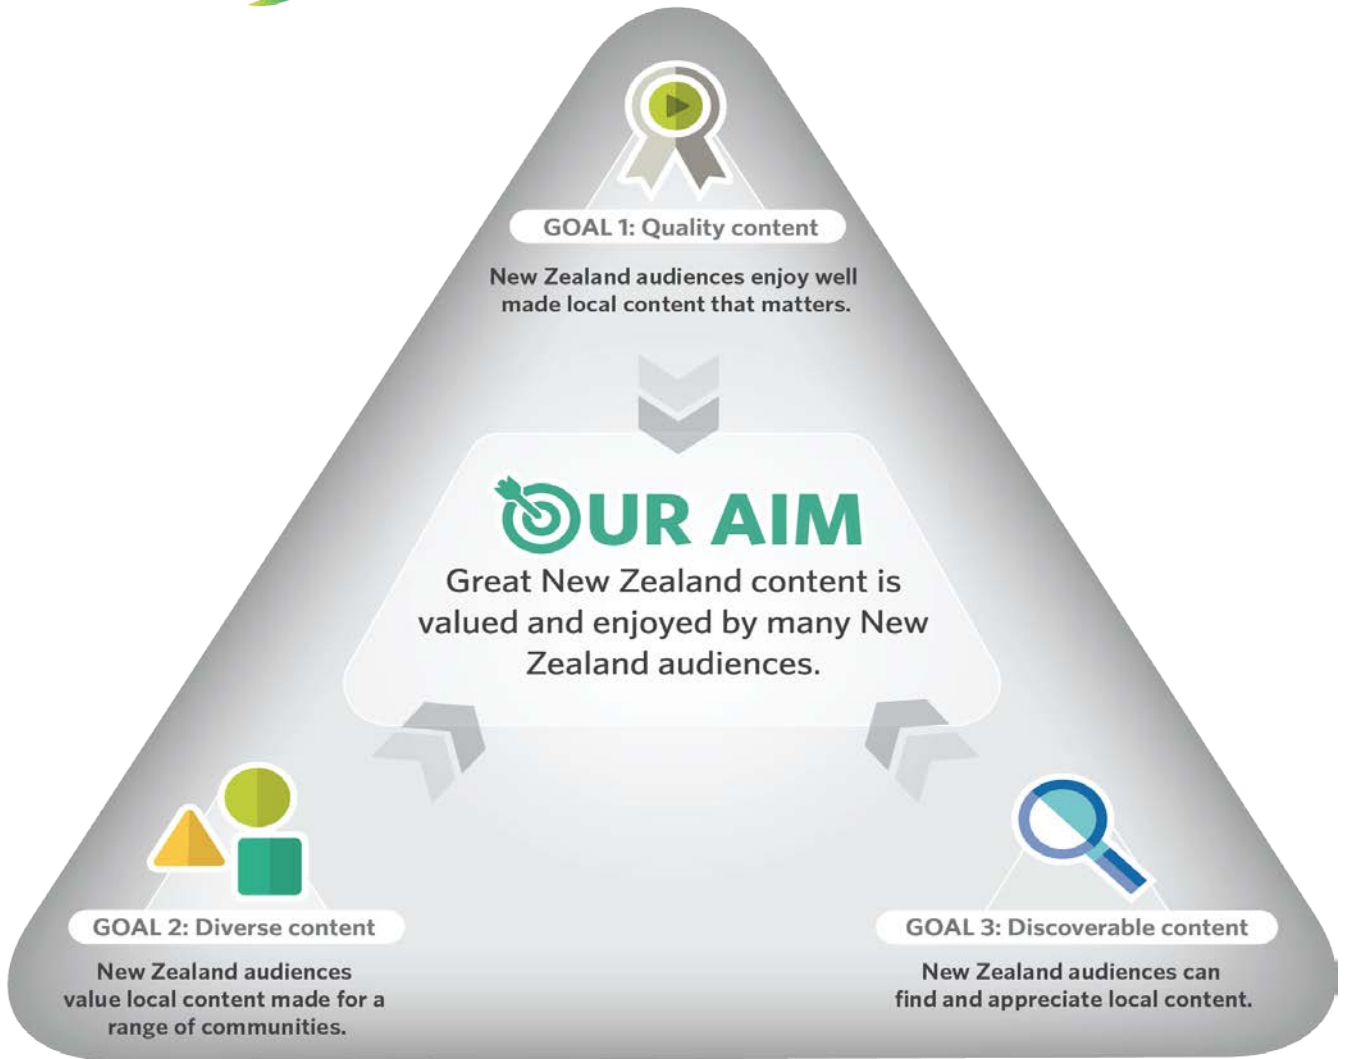 GOAL 1: Quality content
New Zealand audiences enjoy well
made local content that matters.
OUR AIM
Great New Zealand content is
valued and enjoyed by many New
Zealand audiences.
GOAL 2: Diverse content
New Zealand audiences
value local content made for a
range of communities.
GOAL 3: Discoverable content
New Zealand audiences can
find and appreciate local content.